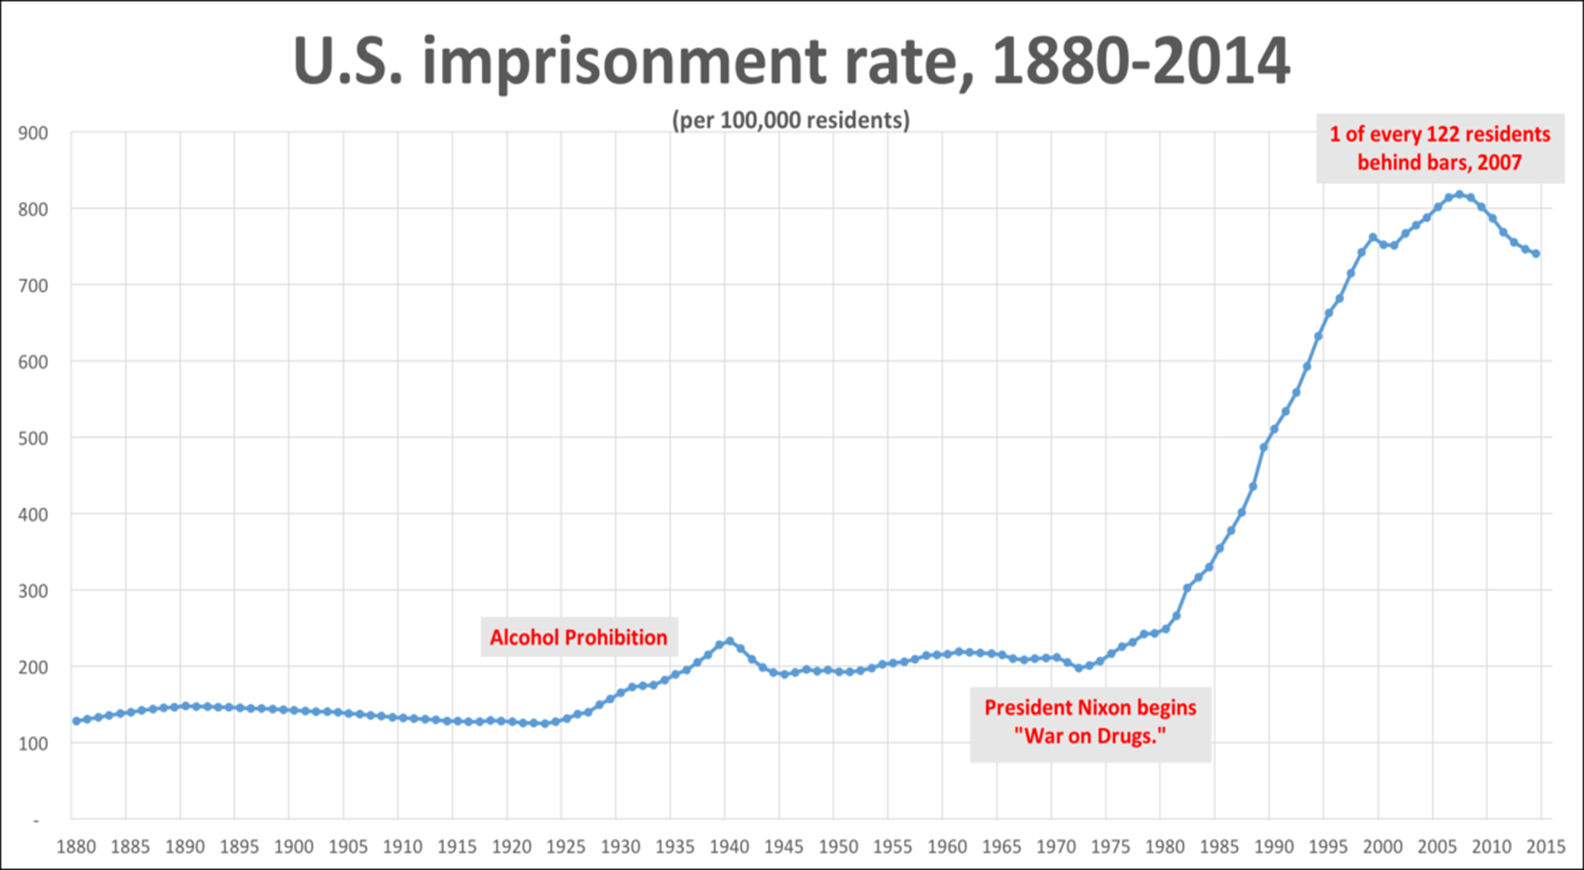 U.S. imprisonment rate, 1880-2014
(per 100,000 residents)
900
800
700
600
500
400
300
200
100
-
1 of every 122 residents
behind bars, 2007
Alcohol Prohibition
President Nixon begins
"War on Drugs."
1880 1885 1890 1895 1900 1905 1910 1915 1920 1925 1930 1935 1940 1945 1950 1955 1960 1965 1970 1975 1980 1985 1990 1995 2000 2005 2010 2015